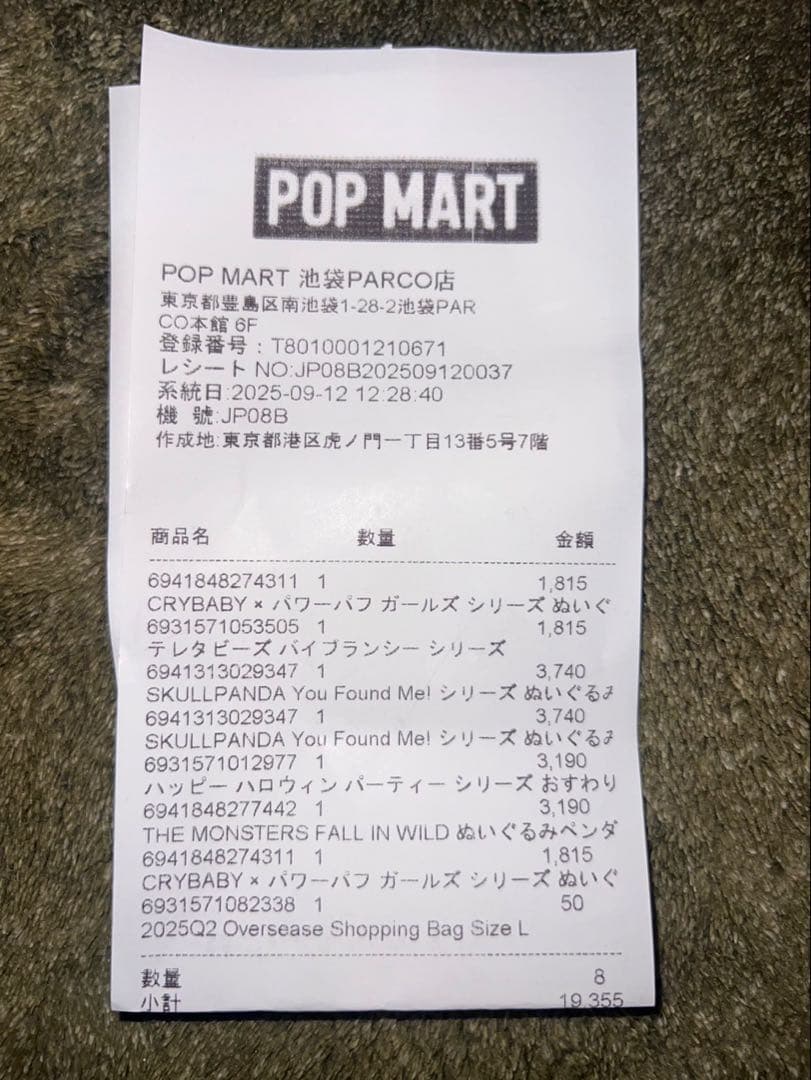 POP MART
POP MART 池袋PARCO店
東京都豊島区南池袋1-28-2池袋PAR
CO本館 6F
登録番号：T8010001210671
レシート NO:JP08B202509120037
系統日:2025-09-12 12:28:40
機 號:JP08B
作成地:東京都港区虎ノ門一丁目13番5号7階
商品名 数量 金額
6941848274311 1 1,815
CRYBABY × パワーパフ ガールズ シリーズ ぬいぐ
6931571053505 1 1,815
テレタビーズ バイブランシー シリーズ
6941313029347 1 3,740
SKULLPANDA You Found Me! シリーズ ぬいぐるみ
6941313029347 1 3,740
SKULLPANDA You Found Me! シリーズ ぬいぐるみ
6931571012977 1 3,190
ハッピー ハロウィン パーティー シリーズ おすわり
6941848277442 1 3,190
THE MONSTERS FALL IN WILD ぬいぐるみペンダ
6941848274311 1 1,815
CRYBABY × パワーパフ ガールズ シリーズ ぬいぐ
6931571082338 1 50
2025Q2 Oversease Shopping Bag Size L
数量 8
小計 19,355